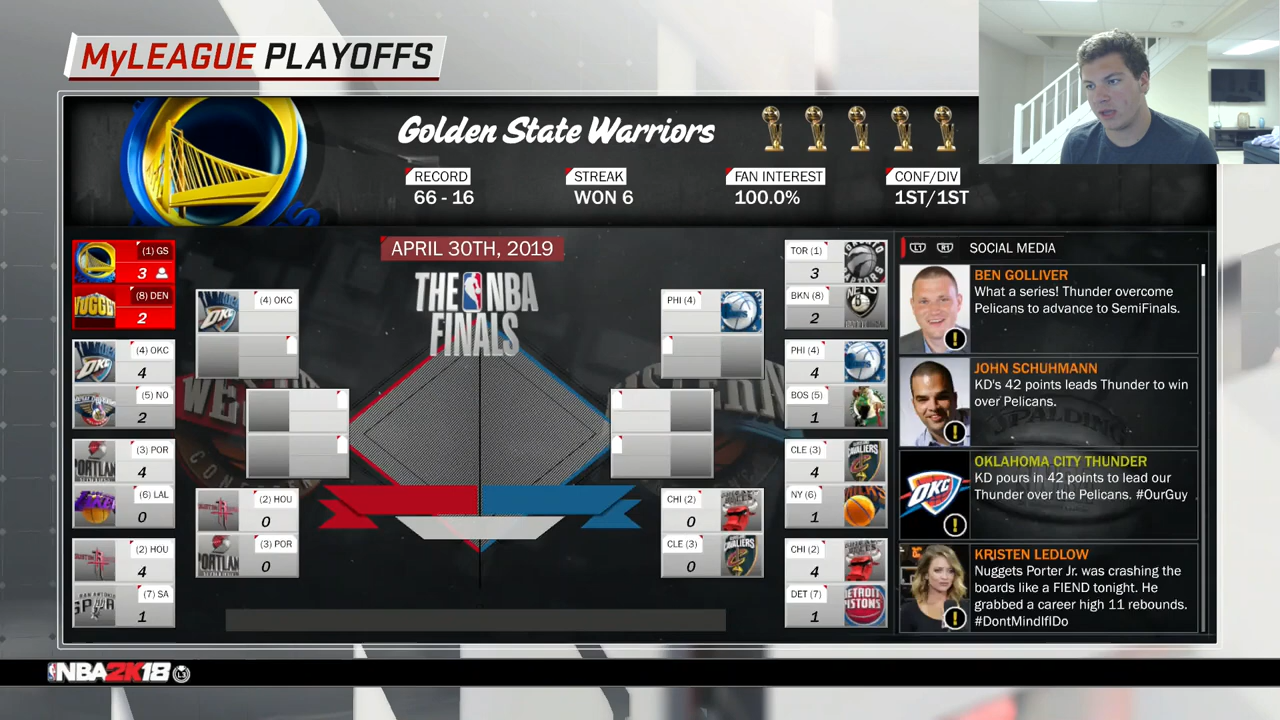 MyLEAGUE PLAYOFFS
Golden State Warriors
RECORD
66 - 16
STREAK
WON 6
FAN INTEREST
100.0%
CONF/DIV
1ST/1ST
(1) GS
3
(8) DEN
2
(4) OKC
4
(5) NO
2
(3) POR
4
(6) LAL
0
(2) HOU
4
(7) SA
1
(4) OKC
(2) HOU
0
(3) POR
0
APRIL 30TH, 2019
THE NBA
FINALS
PHI (4)
CHI (2)
0
CLE (3)
0
TOR (1)
3
BKN (8)
2
PHI (4)
4
BOS (5)
1
CLE (3)
4
NY (6)
1
CHI (2)
4
DET (7)
1
L1 R1 SOCIAL MEDIA
BEN GOLLIVER
What a series! Thunder overcome
Pelicans to advance to SemiFinals.
JOHN SCHUHMANN
KD's 42 points leads Thunder to win
over Pelicans.
SPALDING
OKLAHOMA CITY THUNDER
KD pours in 42 points to lead our
Thunder over the Pelicans. #OurGuy
KRISTEN LEDLOW
Nuggets Porter Jr. was crashing the
boards like a FIEND tonight. He
grabbed a career high 11 rebounds.
#DontMindIfIDo
NBA2K18